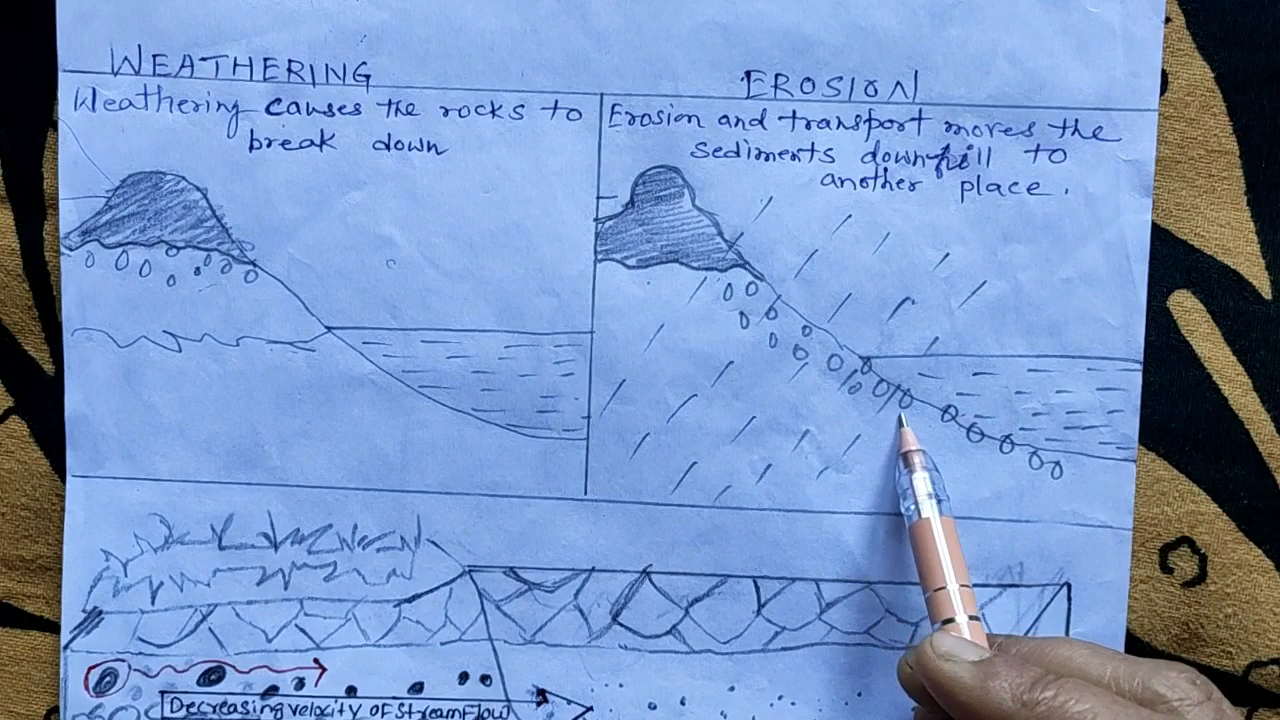 WEATHERING
Weathering causes the rocks to
break down
EROSION
Erosion and transport moves the
sediments downhill to
another place.
Decreasing velocity OF StreamFlow